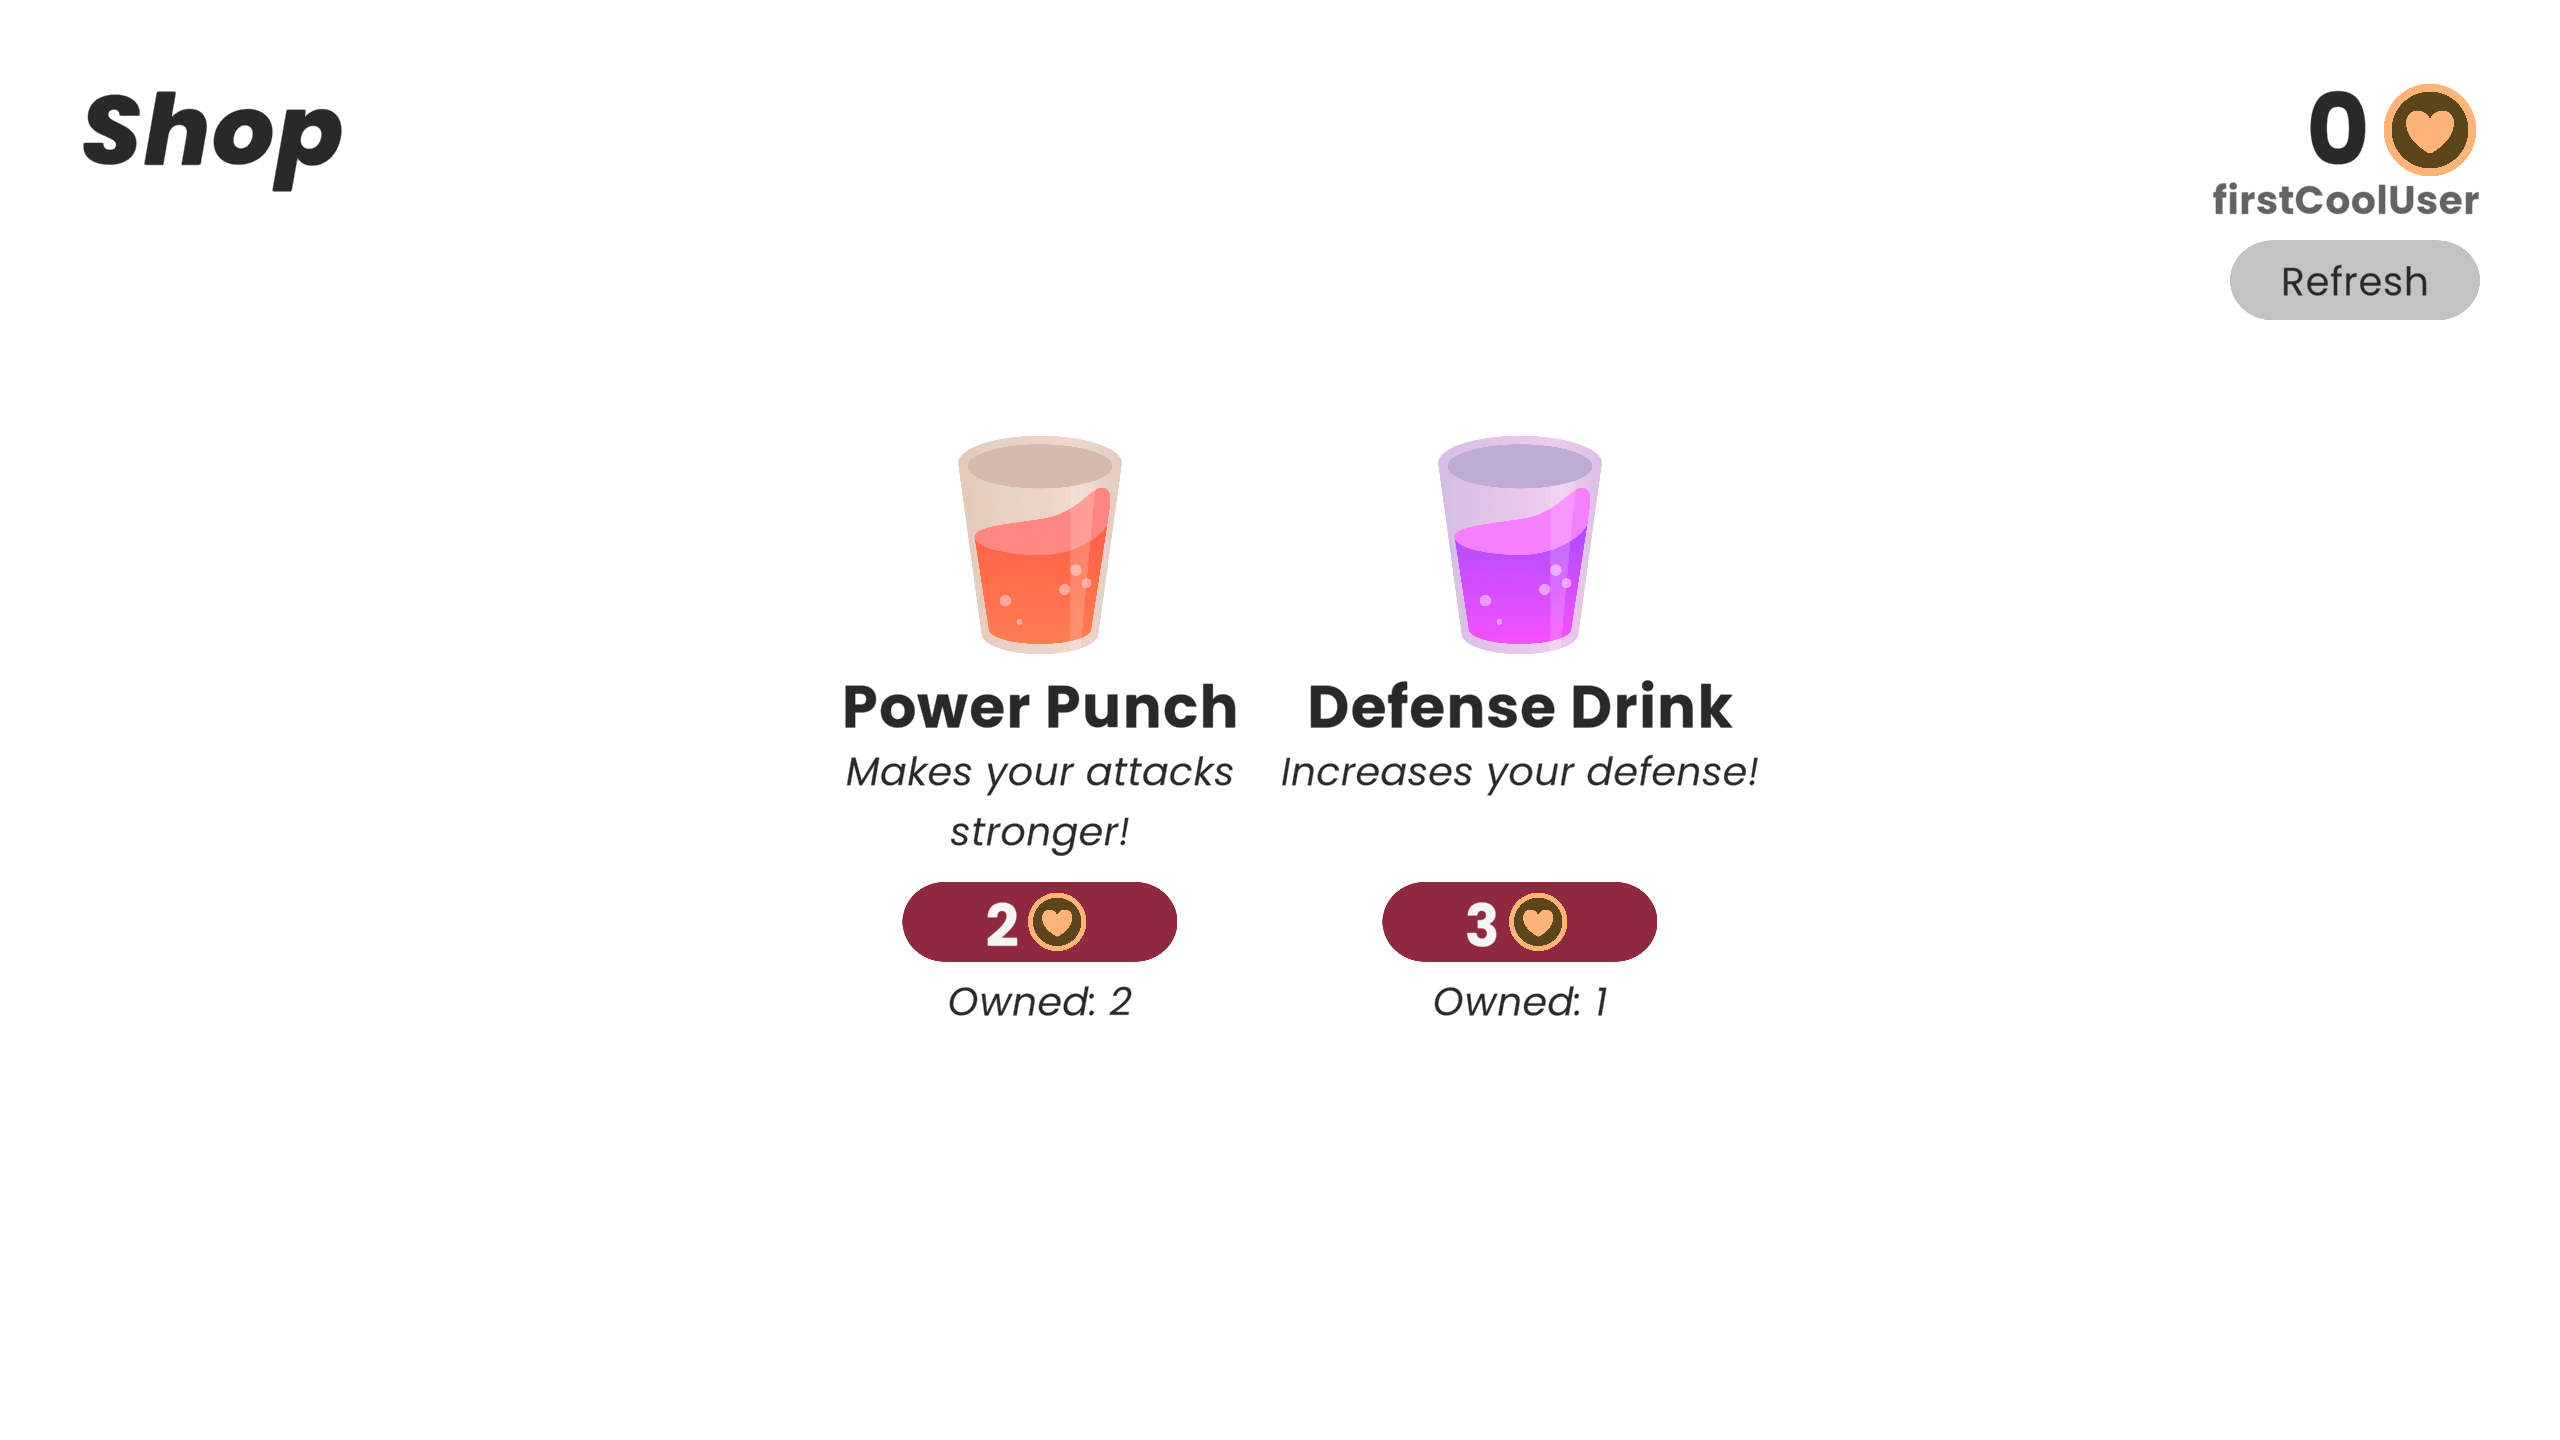 Shop
0
firstCoolUser
Refresh
Power Punch
Makes your attacks
stronger!
2
Owned: 2
Defense Drink
Increases your defense!
3
Owned: 1